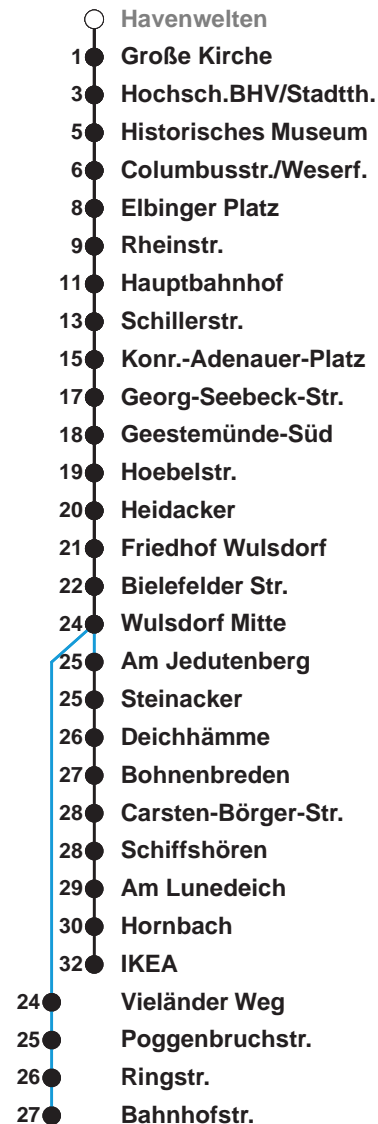 Havenwelten
1 Große Kirche
3 Hochsch.BHV/Stadtth.
5 Historisches Museum
6 Columbusstr./Weserf.
8 Elbinger Platz
9 Rheinstr.
11 Hauptbahnhof
13 Schillerstr.
15 Konr.-Adenauer-Platz
17 Georg-Seebeck-Str.
18 Geestemünde-Süd
19 Hoebelstr.
20 Heidacker
21 Friedhof Wulsdorf
22 Bielefelder Str.
24 Wulsdorf Mitte
25 Am Jedutenberg
25 Steinacker
26 Deichhämme
27 Bohnenbreden
28 Carsten-Börger-Str.
28 Schiffshören
29 Am Lunedeich
30 Hornbach
32 IKEA
24 Vieländer Weg
25 Poggenbruchstr.
26 Ringstr.
27 Bahnhofstr.